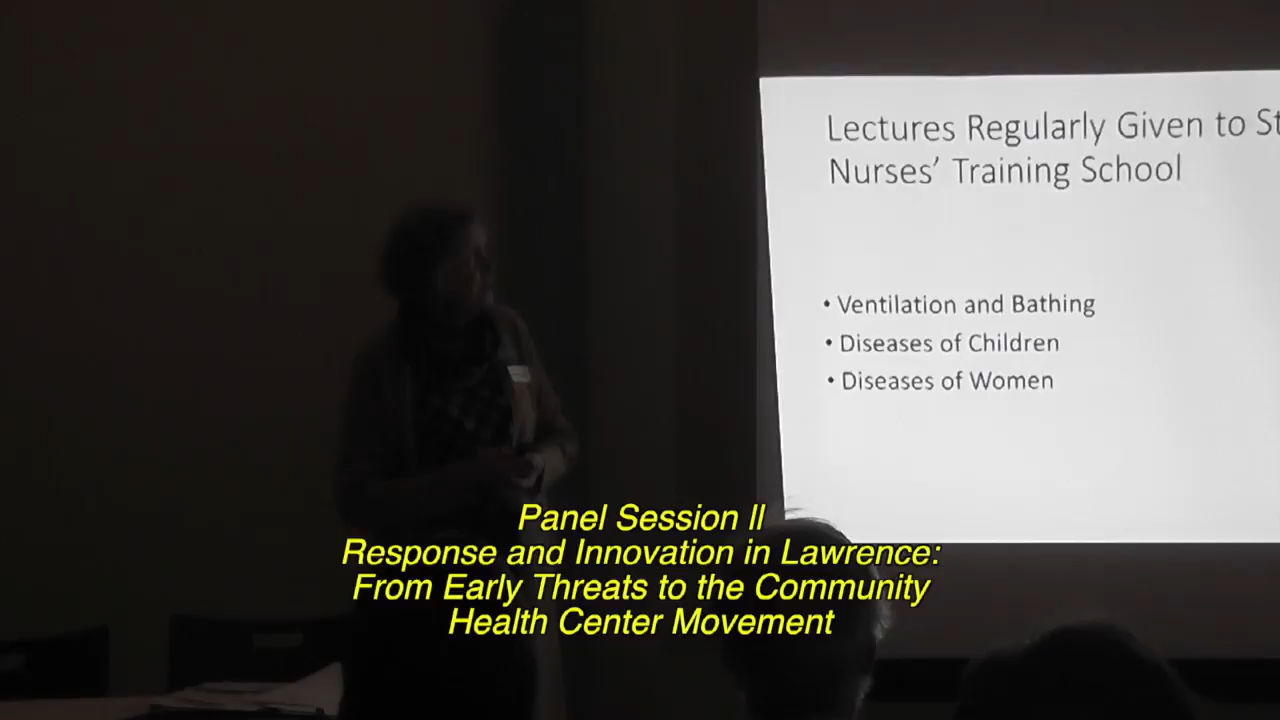 Lectures Regularly Given to
Nurses’ Training School
• Ventilation and Bathing
• Diseases of Children
• Diseases of Women
Panel Session II
Response and Innovation in Lawrence:
From Early Threats to the Community
Health Center Movement